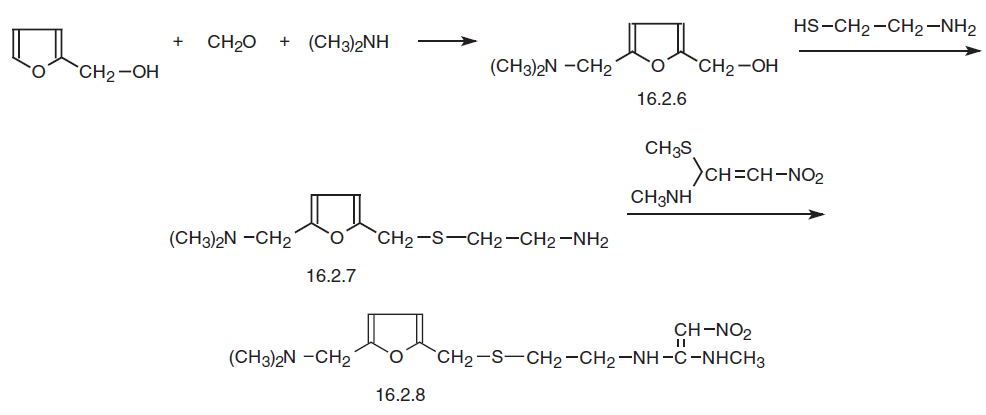 O CH2-OH + CH2O + (CH3)2NH
(CH3)2N -CH2 O CH2-OH
16.2.6
HS-CH2-CH2-NH2
CH3S
CH=CH-NO2
CH3NH
(CH3)2N -CH2 O CH2-S-CH2-CH2-NH2
16.2.7
CH-NO2
(CH3)2N -CH2 O CH2-S-CH2-CH2-NH-C-NHCH3
16.2.8